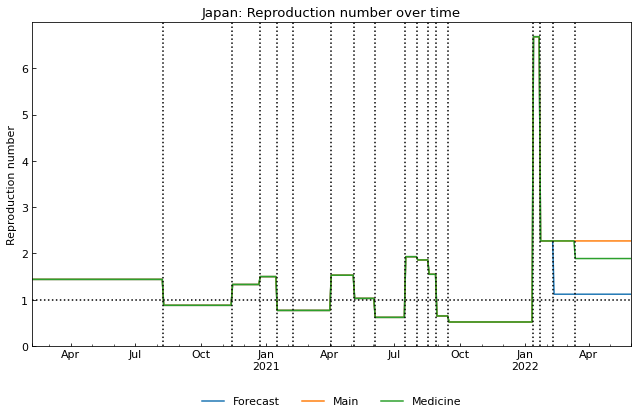 Japan: Reproduction number over time
Reproduction number
6
5
4
3
2
1
0
Apr Jul Oct Jan Apr Jul Oct Jan Apr
2021 2022
Forecast Main Medicine